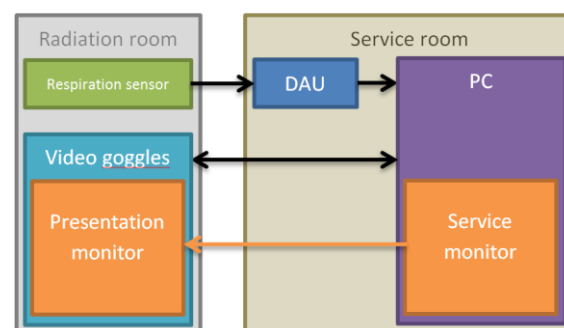 Radiation room
Service room
Respiration sensor
DAU
PC
Video goggles
Presentation
monitor
Service
monitor